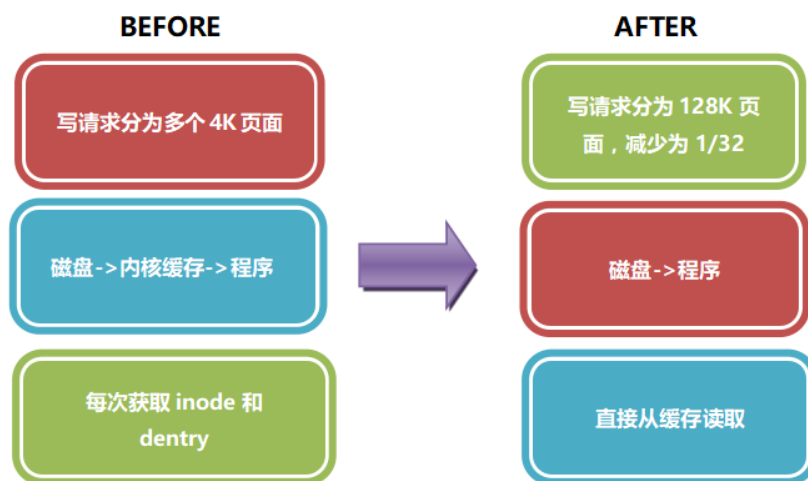 BEFORE
AFTER
写请求分为多个 4K 页面
写请求分为 128K 页
面，减少为 1/32
磁盘->内核缓存->程序
磁盘->程序
每次获取 inode 和
dentry
直接从缓存读取